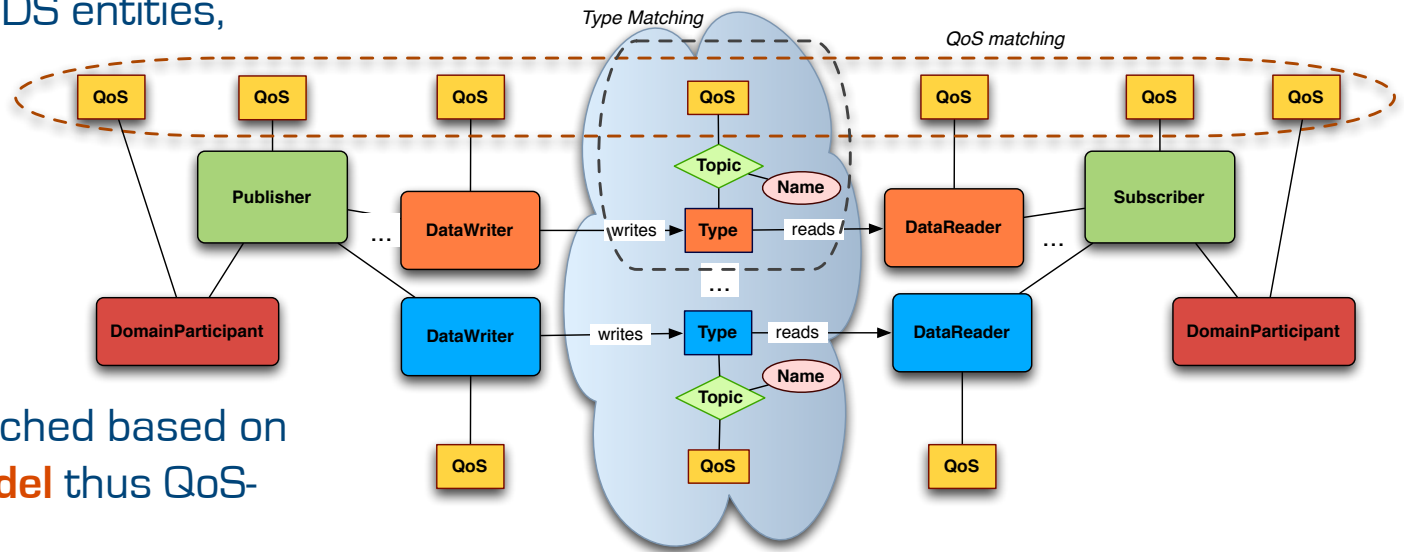 DS entities,
Type Matching
QoS matching
QoS
QoS
QoS
QoS
QoS
QoS
QoS
Topic
Name
Publisher
Subscriber
...
DataWriter
writes
Type
reads
DataReader
...
...
DomainParticipant
DataWriter
writes
Type
reads
DataReader
DomainParticipant
Name
Topic
ched based on
QoS
QoS
QoS
del thus QoS-